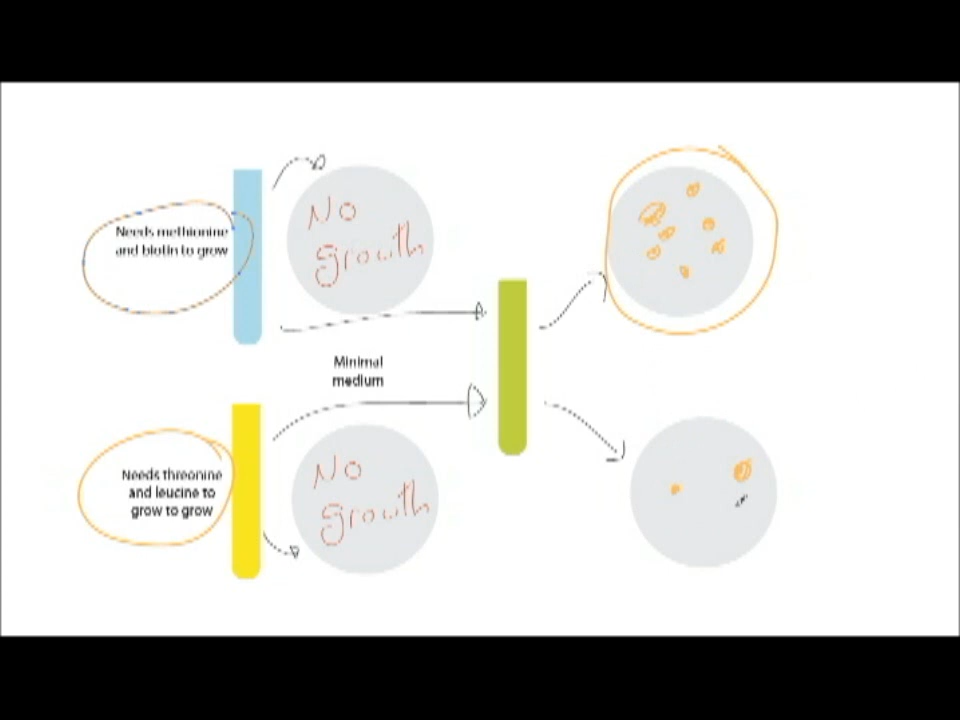 Needs methionine
and biotin to grow
No
growth
Minimal
medium
Needs threonine
and leucine to
grow to grow
No
growth